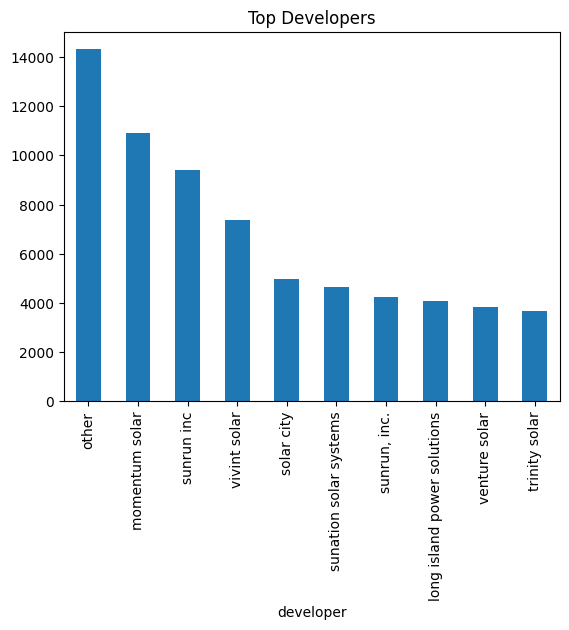 Top Developers
14000
12000
10000
8000
6000
4000
2000
0
other
momentum solar
sunrun inc
vivint solar
solar city
sunation solar systems
sunrun, inc.
long island power solutions
venture solar
trinity solar
developer